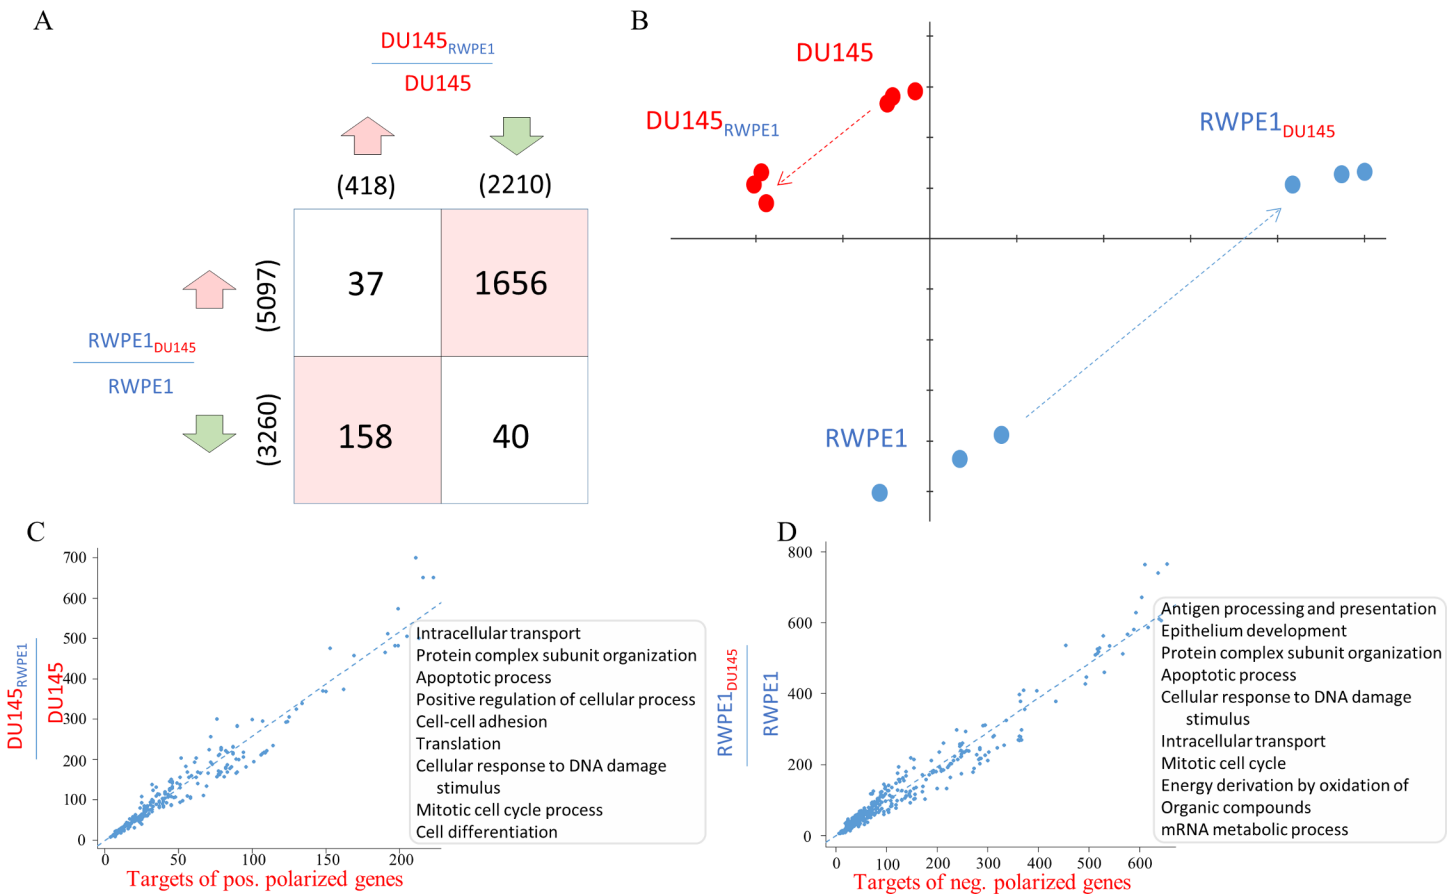 A
DU145RWPE1
DU145
(418)
(2210)
(5097)
37
1656
RWPE1DU145
RWPE1
(3260)
158
40
B
DU145
DU145RWPE1
RWPE1DU145
RWPE1
C
700
600
500
400
300
200
100
0
0
50
100
150
200
DU145RWPE1
DU145
Intracellular transport
Protein complex subunit organization
Apoptotic process
Positive regulation of cellular process
Cell-cell adhesion
Translation
Cellular response to DNA damage
stimulus
Mitotic cell cycle process
Cell differentiation
Targets of pos. polarized genes
D
800
600
400
200
0
0
100
200
300
400
500
600
RWPE1DU145
RWPE1
Antigen processing and presentation
Epithelium development
Protein complex subunit organization
Apoptotic process
Cellular response to DNA damage
stimulus
Intracellular transport
Mitotic cell cycle
Energy derivation by oxidation of
Organic compounds
mRNA metabolic process
Targets of neg. polarized genes